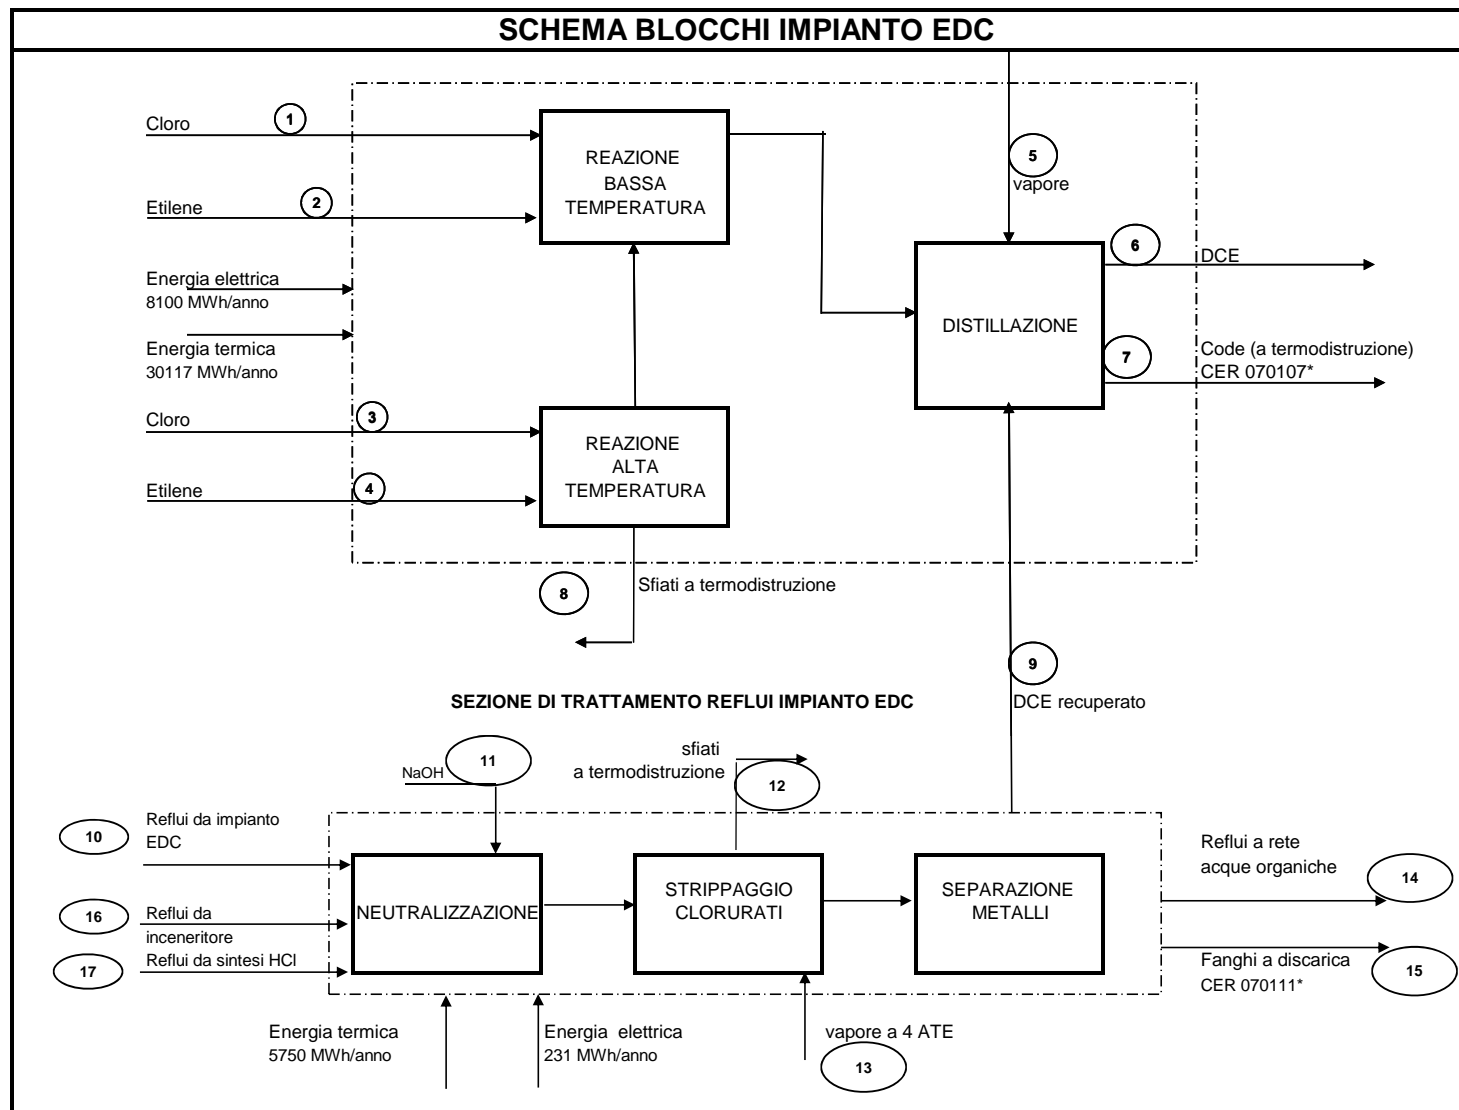 SCHEMA BLOCCHI IMPIANTO EDC
Cloro
1
REAZIONE
BASSA
TEMPERATURA
5
vapore
Etilene
2
6
DCE
Energia elettrica
8100 MWh/anno
DISTILLAZIONE
Energia termica
30117 MWh/anno
7
Code (a termodistruzione)
CER 070107*
Cloro
3
REAZIONE
ALTA
TEMPERATURA
Etilene
4
8
Sfiati a termodistruzione
9
DCE recuperato
SEZIONE DI TRATTAMENTO REFLUI IMPIANTO EDC
NaOH
11
sfiati
a termodistruzione
12
10
Reflui da impianto
EDC
NEUTRALIZZAZIONE
STRIPPAGGIO
CLORURATI
SEPARAZIONE
METALLI
Reflui a rete
acque organiche
14
16
Reflui da
inceneritore
17
Reflui da sintesi HCl
Fanghi a discarica
CER 070111*
15
Energia termica
5750 MWh/anno
Energia  elettrica
231 MWh/anno
vapore a 4 ATE
13